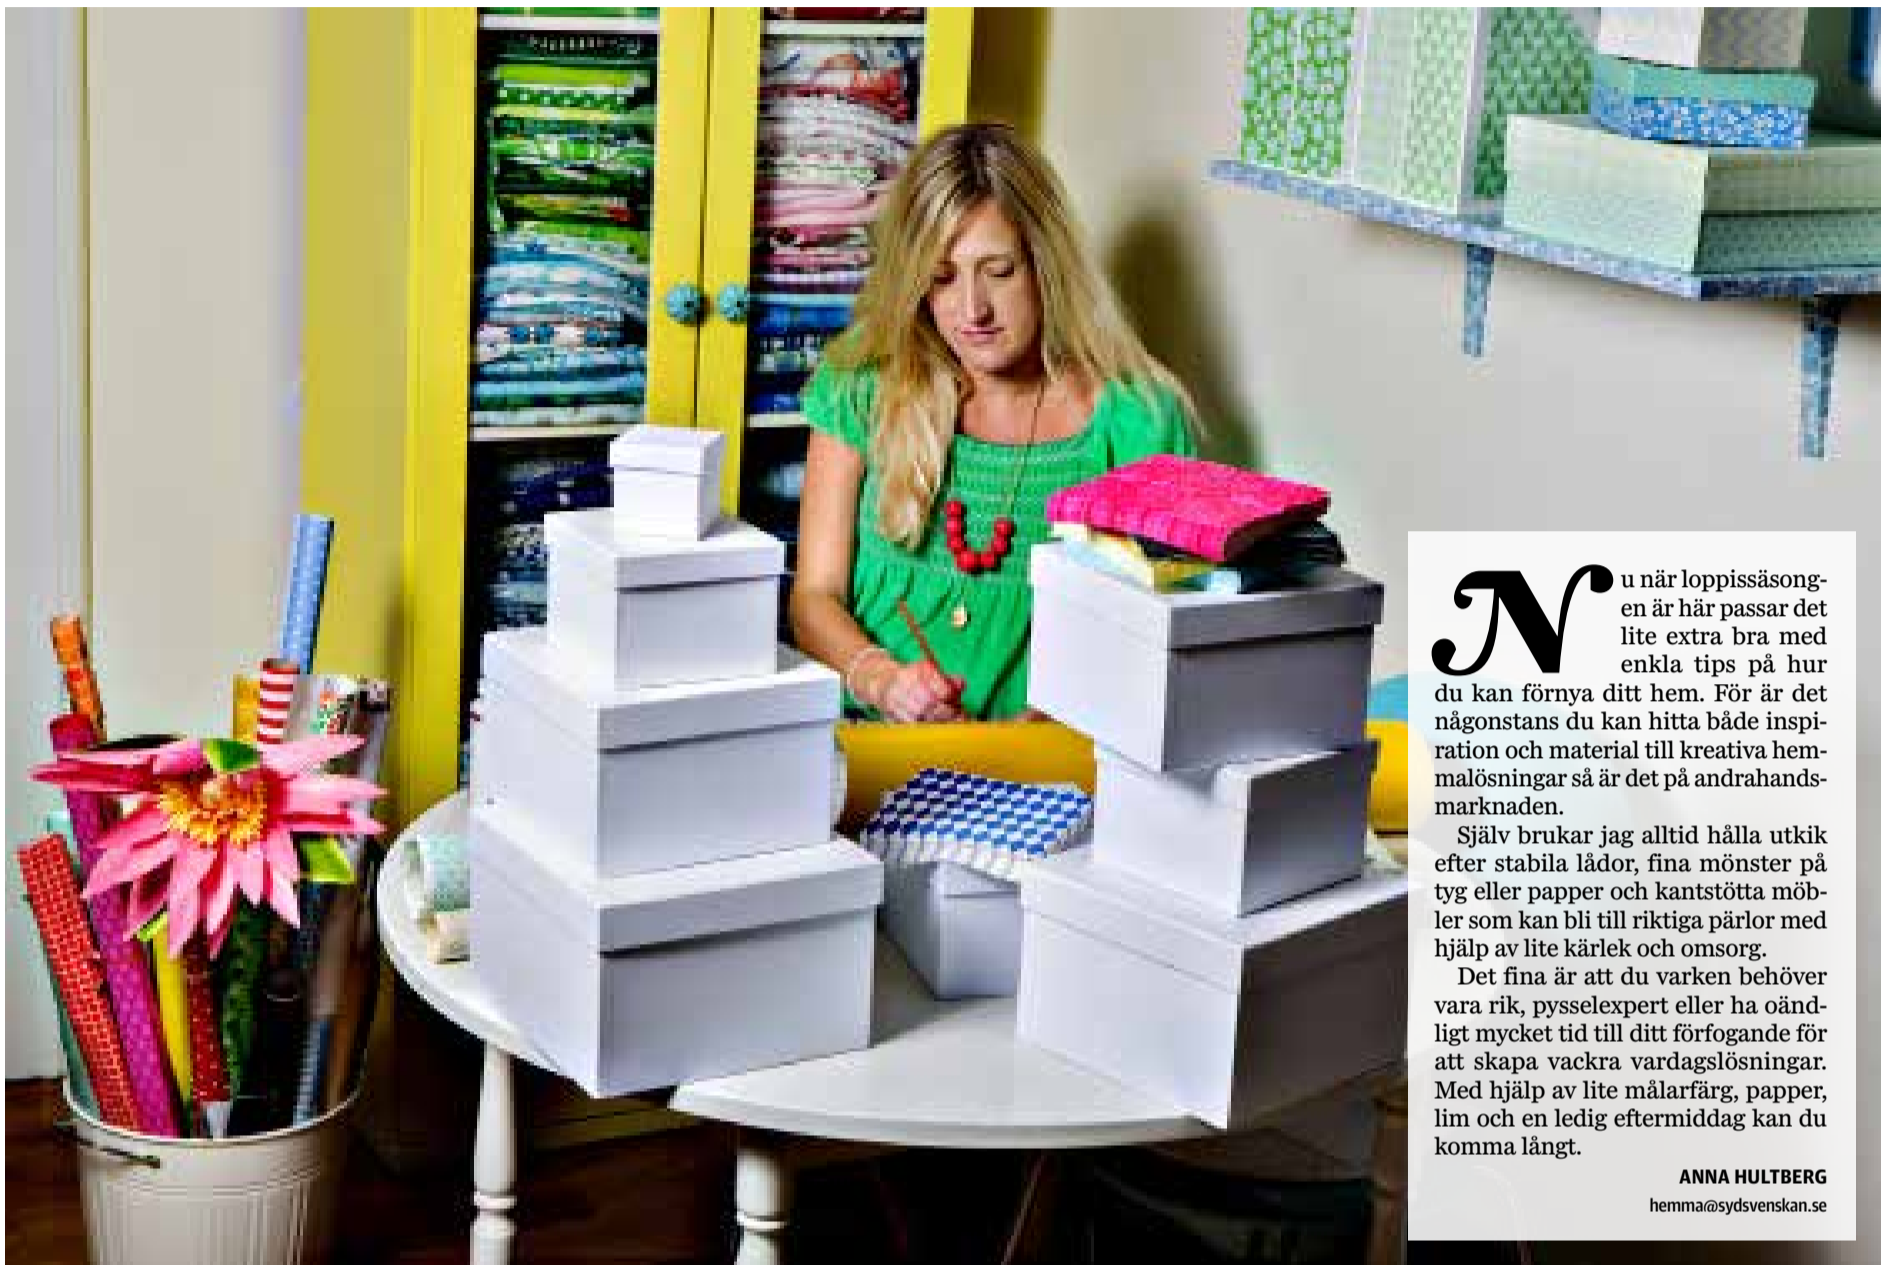 Nu när loppissäsong-
en är här passar det
lite extra bra med
enkla tips på hur
du kan förnya ditt hem. För är det
någonstans du kan hitta både inspi-
ration och material till kreativa hem-
malösningar så är det på andrahands-
marknaden.
Själv brukar jag alltid hålla utkik
efter stabila lådor, fina mönster på
tyg eller papper och kantstötta möb-
ler som kan bli till riktiga pärlor med
hjälp av lite kärlek och omsorg.
Det fina är att du varken behöver
vara rik, pysselexpert eller ha oänd-
ligt mycket tid till ditt förfogande för
att skapa vackra vardagslösningar.
Med hjälp av lite målarfärg, papper,
lim och en ledig eftermiddag kan du
komma långt.
ANNA HULTBERG
hemma@sydsvenskan.se